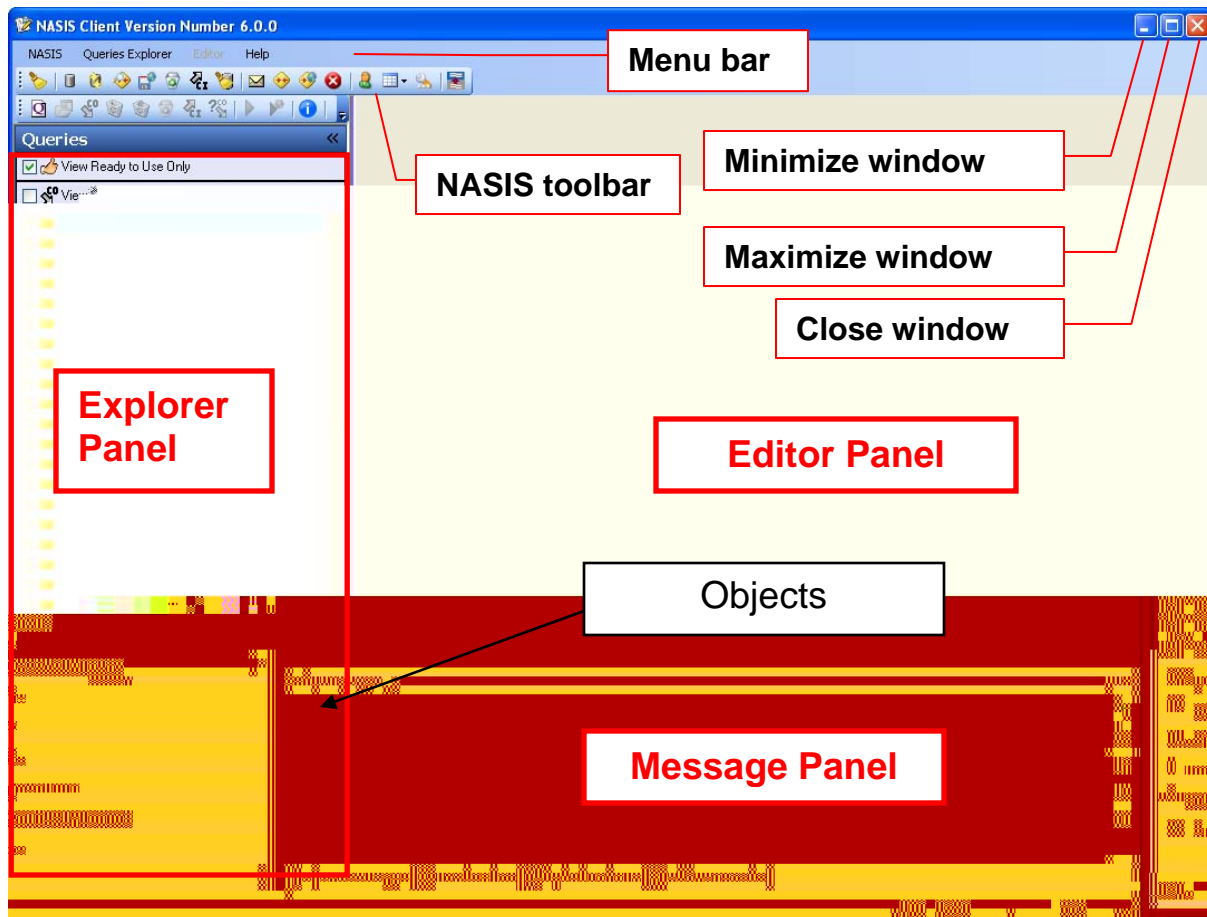 NASIS Client Version Number 6.0.0
NASIS Queries Explorer Editor Help
Menu bar
Queries
View Ready to Use Only
NASIS toolbar
Minimize window
Maximize window
Close window
Explorer
Panel
Editor Panel
Objects
Message Panel